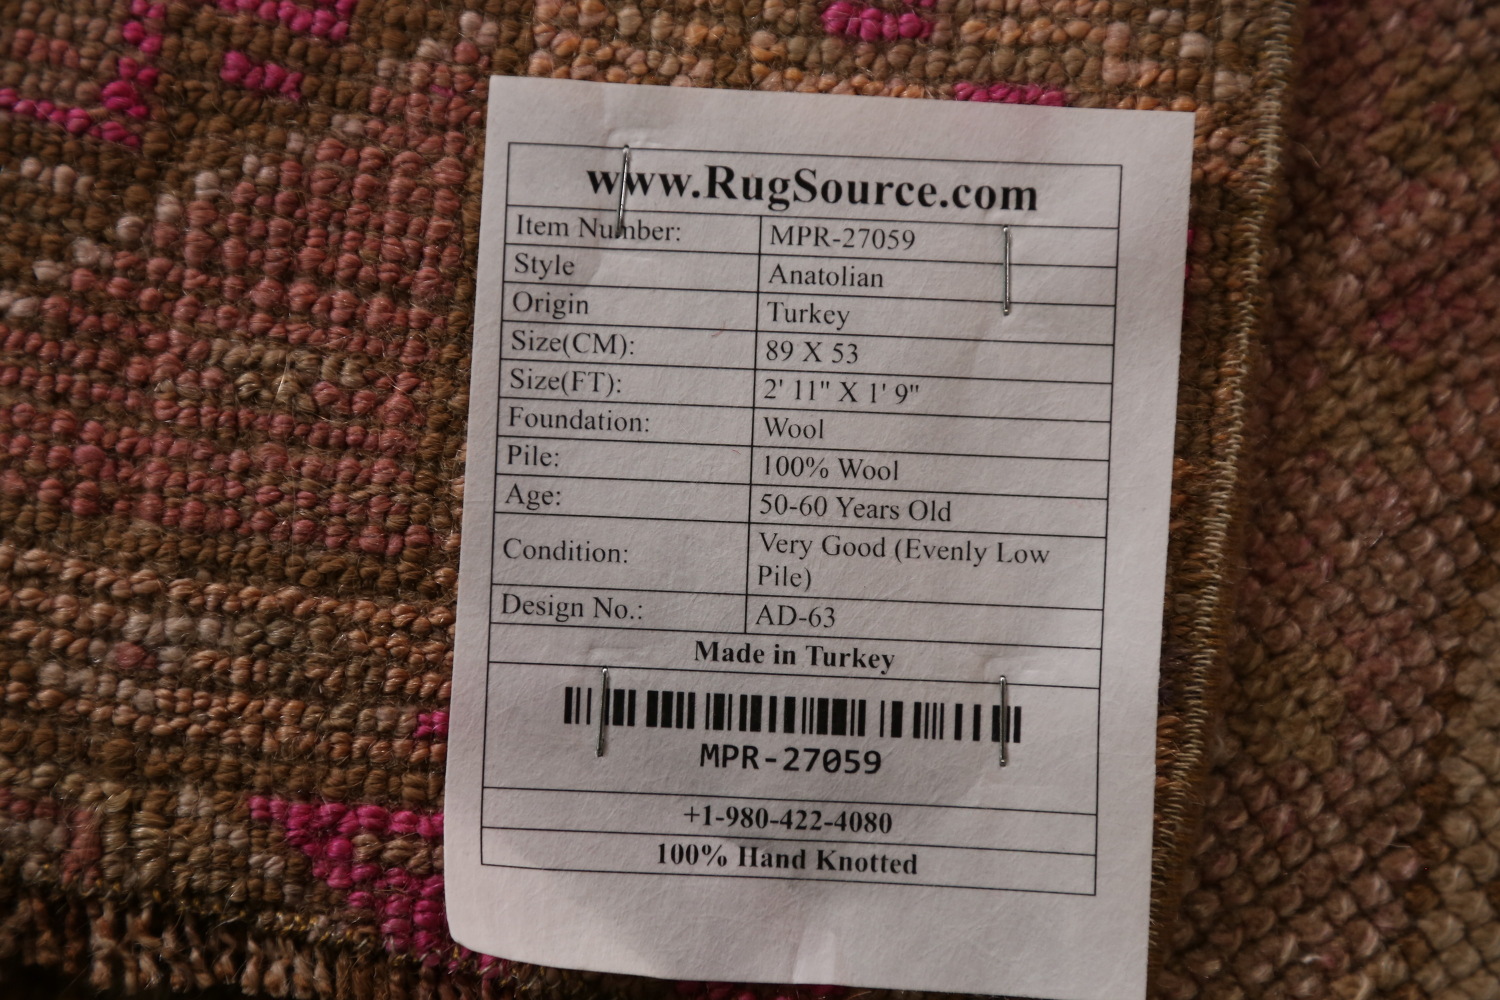 www.RugSource.com
Item Number: MPR-27059
Style Anatolian
Origin Turkey
Size(CM): 89 X 53
Size(FT): 2' 11" X 1' 9"
Foundation: Wool
Pile: 100% Wool
Age: 50-60 Years Old
Condition: Very Good (Evenly Low
Pile)
Design No.: AD-63
Made in Turkey
MPR-27059
+1-980-422-4080
100% Hand Knotted